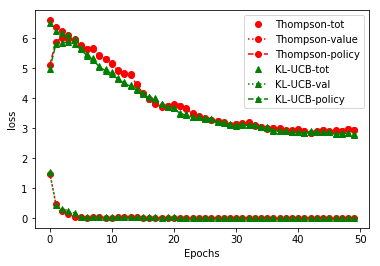 Thompson-tot
Thompson-value
Thompson-policy
KL-UCB-tot
KL-UCB-val
KL-UCB-policy
loss
6
5
4
3
2
1
0
0 10 20 30 40 50
Epochs